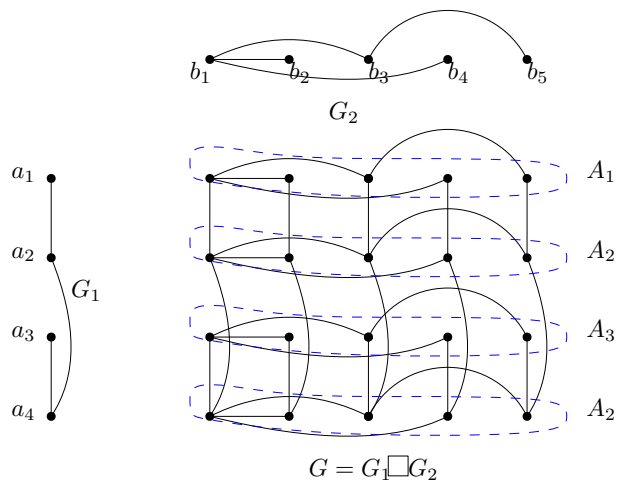 b₁ b₂ b₃ b₄ b₅
G₂
a₁ A₁
a₂ A₂
G₁
a₃ A₃
a₄ A₂
G = G₁□G₂